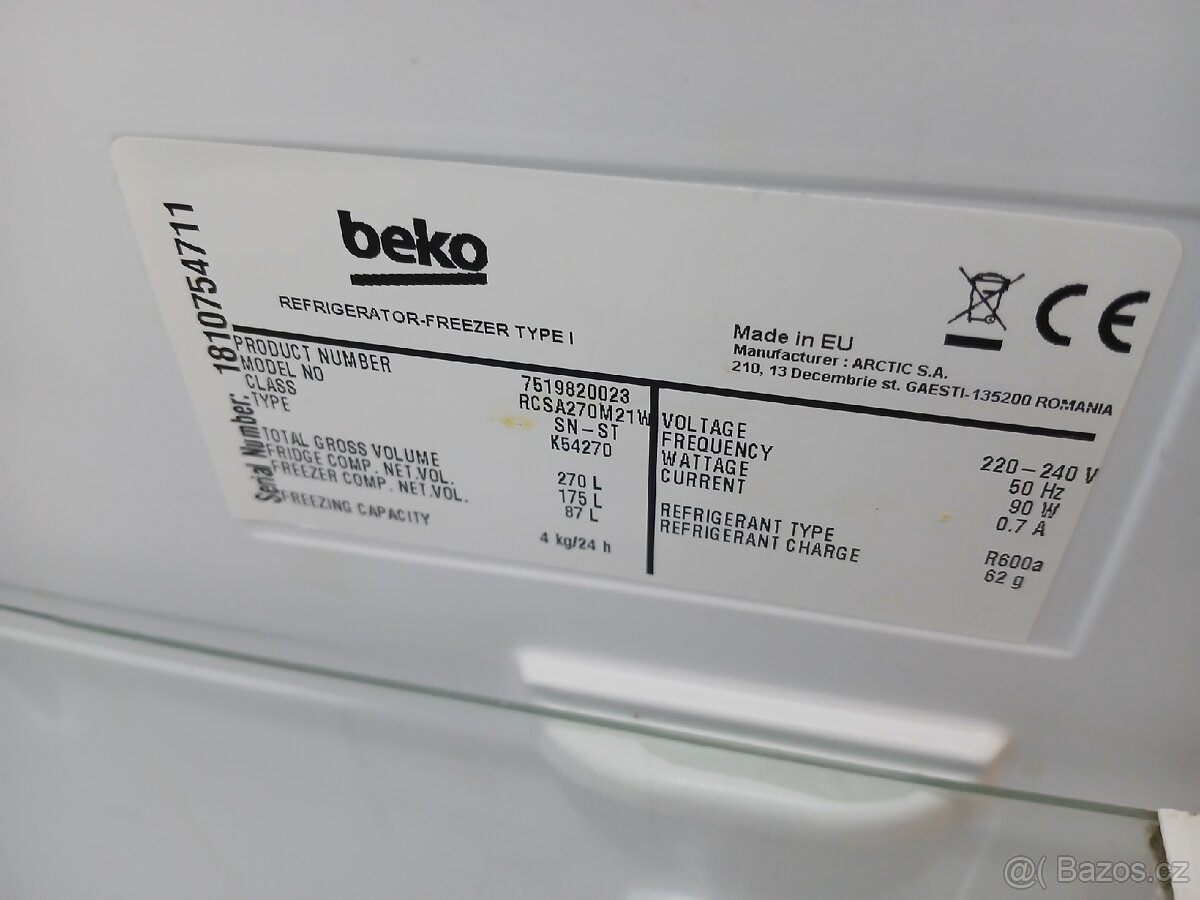 beko
REFRIGERATOR-FREEZER TYPE I
Serial Number: 1810754711
Made in EU
Manufacturer : ARCTIC S.A.
210, 13 Decembrie st. GAESTI-135200 ROMANIA
CE
PRODUCT NUMBER 7519820023
MODEL NO RCSA270M21W
CLASS SN-ST
TYPE K54270
TOTAL GROSS VOLUME 270 L
FRIDGE COMP. NET.VOL. 175 L
FREEZER COMP. NET.VOL. 87 L
FREEZING CAPACITY 4 kg/24 h
VOLTAGE 220-240 V
FREQUENCY 50 Hz
WATTAGE 90 W
CURRENT 0.7 A
REFRIGERANT TYPE R600a
REFRIGERANT CHARGE 62 g
@( Bazos.cz